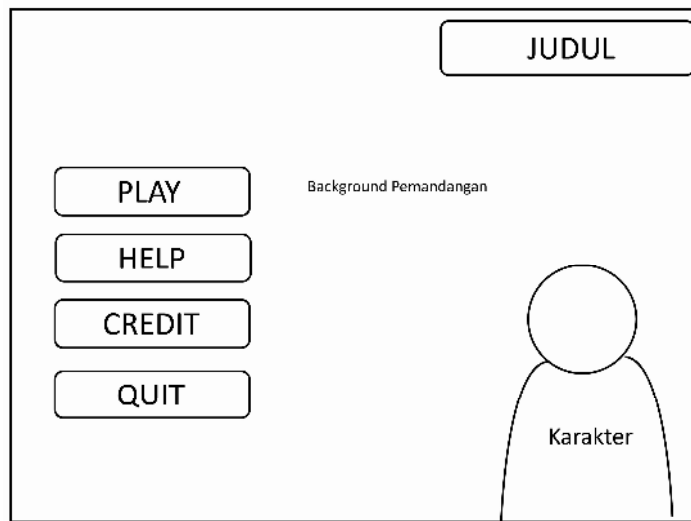 JUDUL
PLAY
Background Pemandangan
HELP
CREDIT
QUIT
Karakter